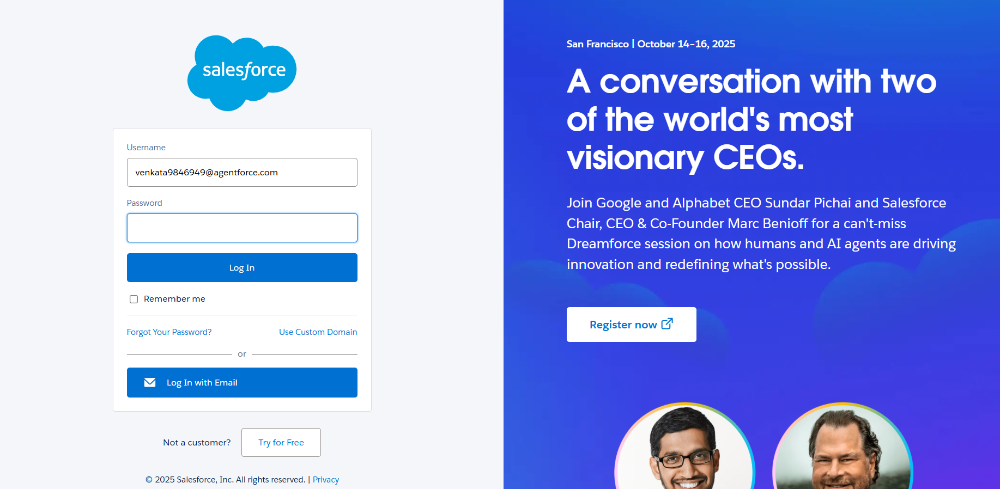 salesforce
Username
venkata9846949@agentforce.com
Password
Log In
Remember me
Forgot Your Password?
Use Custom Domain
or
Log In with Email
Not a customer?
Try for Free
© 2025 Salesforce, Inc. All rights reserved. | Privacy
San Francisco | October 14–16, 2025
A conversation with two
of the world's most
visionary CEOs.
Join Google and Alphabet CEO Sundar Pichai and Salesforce
Chair, CEO & Co-Founder Marc Benioff for a can't-miss
Dreamforce session on how humans and AI agents are driving
innovation and redefining what's possible.
Register now